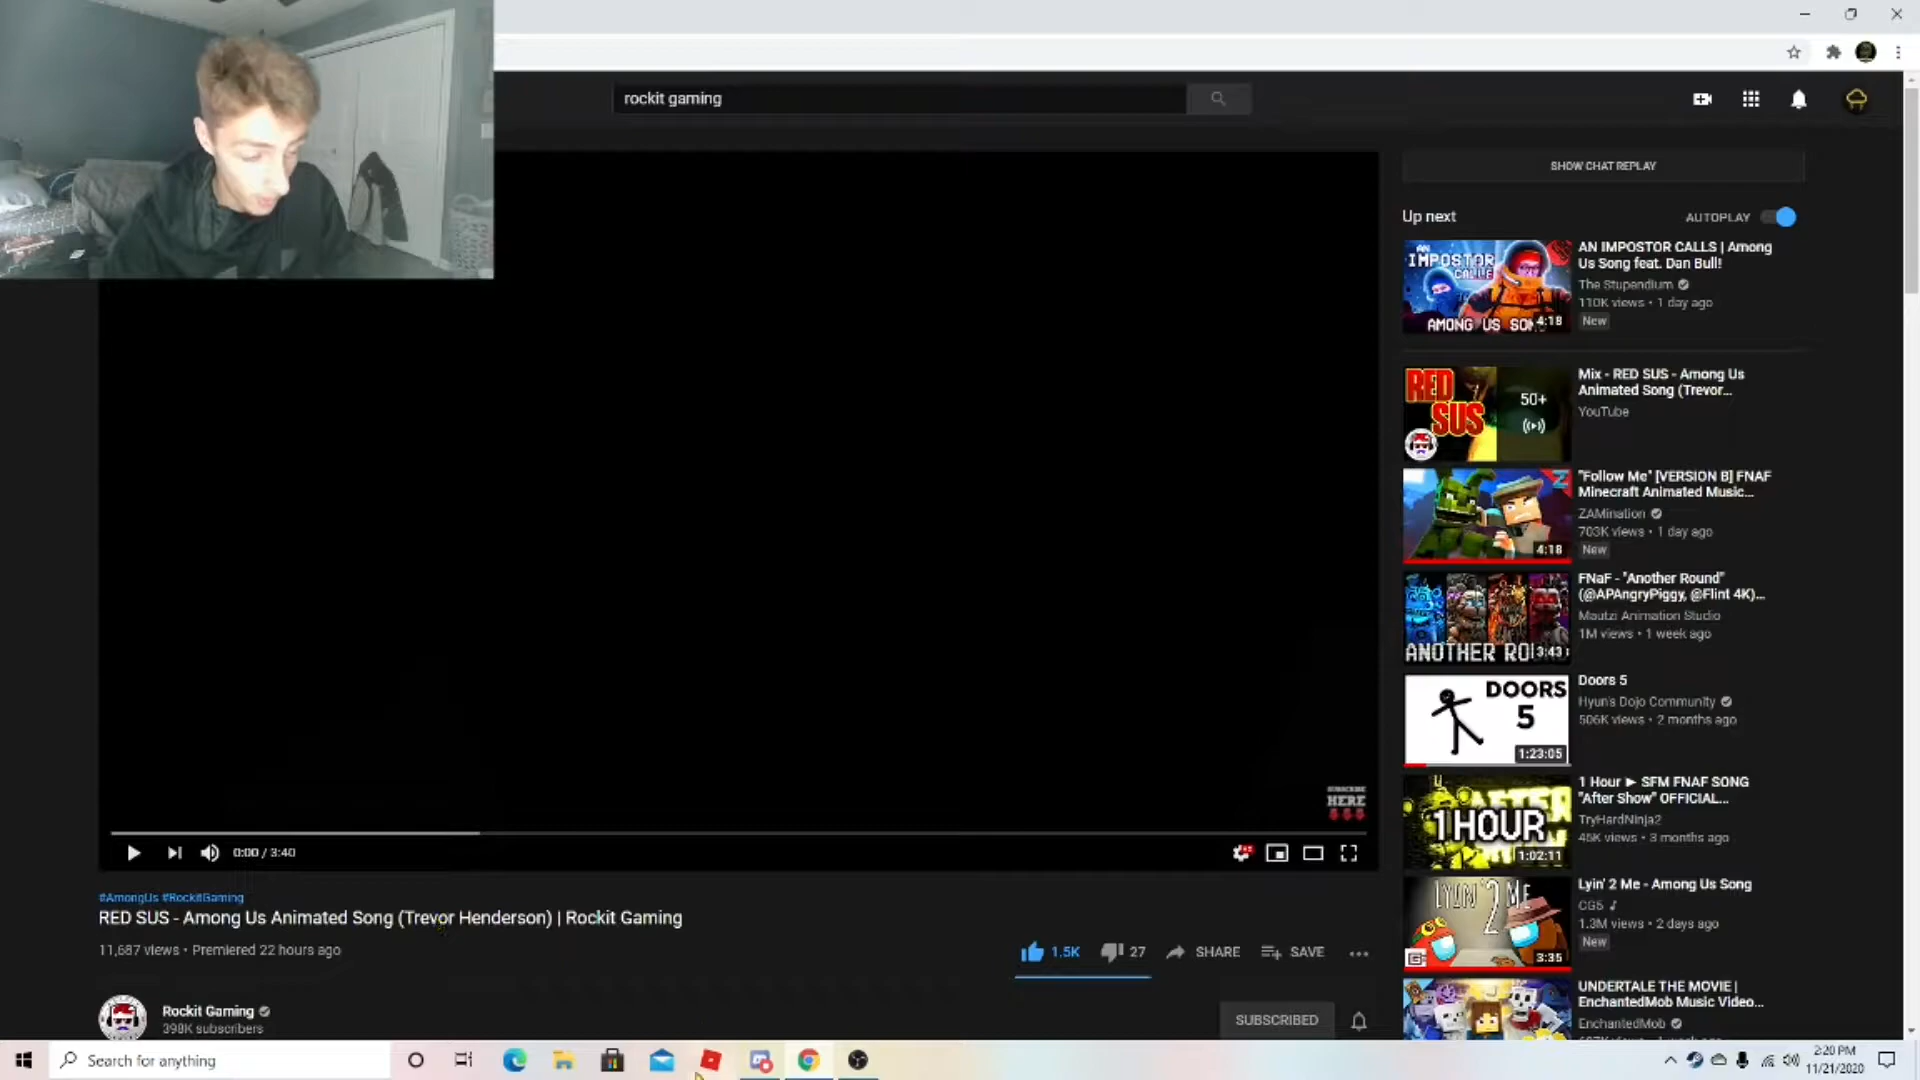 rockit gaming
SHOW CHAT REPLAY
Up next
AUTOPLAY
AN IMPOSTOR CALLS
AMONG US SON
4:18
AN IMPOSTOR CALLS | Among
Us Song feat. Dan Bull!
The Stupendium
110K views • 1 day ago
New
RED
SUS
50+
Mix - RED SUS - Among Us
Animated Song (Trevor...
YouTube
4:18
"Follow Me" [VERSION B] FNAF
Minecraft Animated Music...
ZAMination
703K views • 1 day ago
New
ANOTHER RO
3:43
FNaF - "Another Round"
(@APAngryPiggy, @Flint 4K)...
Mautzi Animation Studio
1M views • 1 week ago
DOORS
5
1:23:05
Doors 5
Hyun's Dojo Community
506K views • 2 months ago
AFTER
1 HOUR
1:02:11
1 Hour ► SFM FNAF SONG
"After Show" OFFICIAL...
TryHardNinja2
45K views • 3 months ago
LYIN' 2 ME
3:35
Lyin' 2 Me - Among Us Song
CG5
1.3M views • 2 days ago
New
UNDERTALE THE MOVIE |
EnchantedMob Music Video...
EnchantedMob
SUBSCRIBE
HERE
0:00 / 3:40
#AmongUs #RockitGaming
RED SUS - Among Us Animated Song (Trevor Henderson) | Rockit Gaming
11,687 views • Premiered 22 hours ago
1.5K
27
SHARE
SAVE
Rockit Gaming
398K subscribers
SUBSCRIBED
Search for anything
2:20 PM
11/21/2020